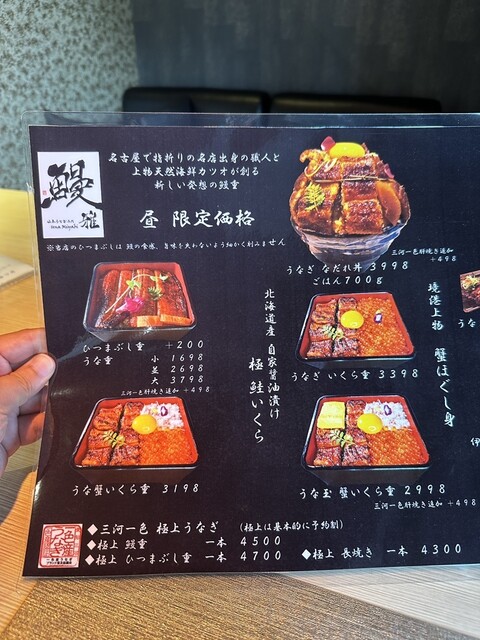 名古屋で指折りの名店出身の職人と
上物天然海鮮カツオが創る
新しい発想の鰻重
鰻
雅
Una Miyabi
昼 限定価格
※当店のひつまぶしは 鰻の食感、旨味を失わないよう細かく刻みません
三河一色肝焼き追加
+498
うなぎ なだれ丼 3998
ごはん700g
ひつまぶし重 +200
うな重 小 1698
並 2698
大 3798
三河一色肝焼き追加 +498
北海道産 自家製醤油漬け
極 鮭いくら
うなぎ いくら重 3398
境港上物 蟹ほぐし身
うな
うな蟹いくら重 3198
うな玉 蟹いくら重 2998
三河一色肝焼き追加 +498
伊
◆三河一色 極上うなぎ (極上は基本的に予約制)
◆極上 鰻重 一本 4500
◆極上 ひつまぶし重 一本 4700
◆極上 長焼き 一本 4300